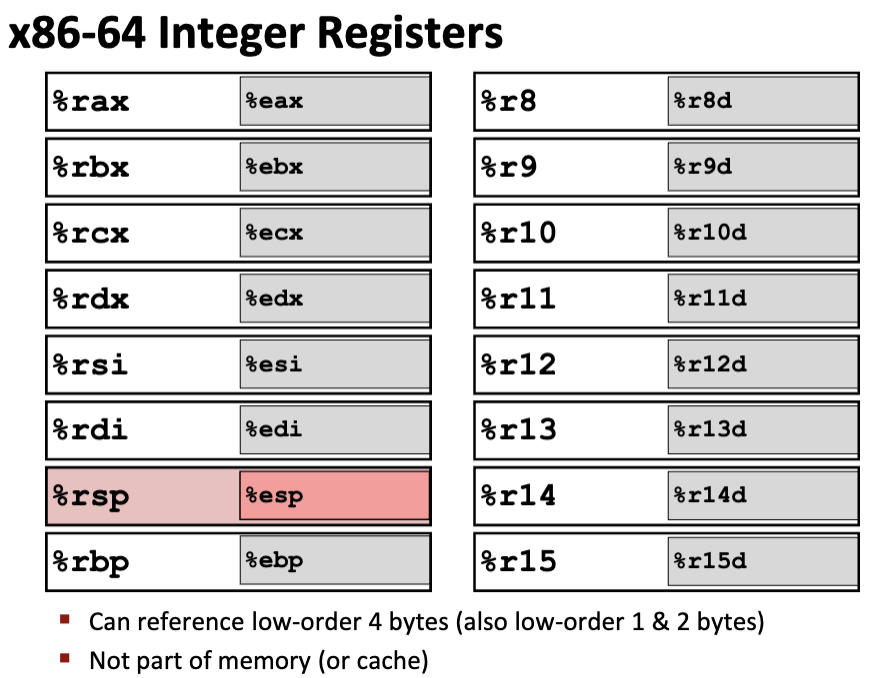 x86-64 Integer Registers
%rax %eax %r8 %r8d
%rbx %ebx %r9 %r9d
%rcx %ecx %r10 %r10d
%rdx %edx %r11 %r11d
%rsi %esi %r12 %r12d
%rdi %edi %r13 %r13d
%rsp %esp %r14 %r14d
%rbp %ebp %r15 %r15d
Can reference low-order 4 bytes (also low-order 1 & 2 bytes)
Not part of memory (or cache)